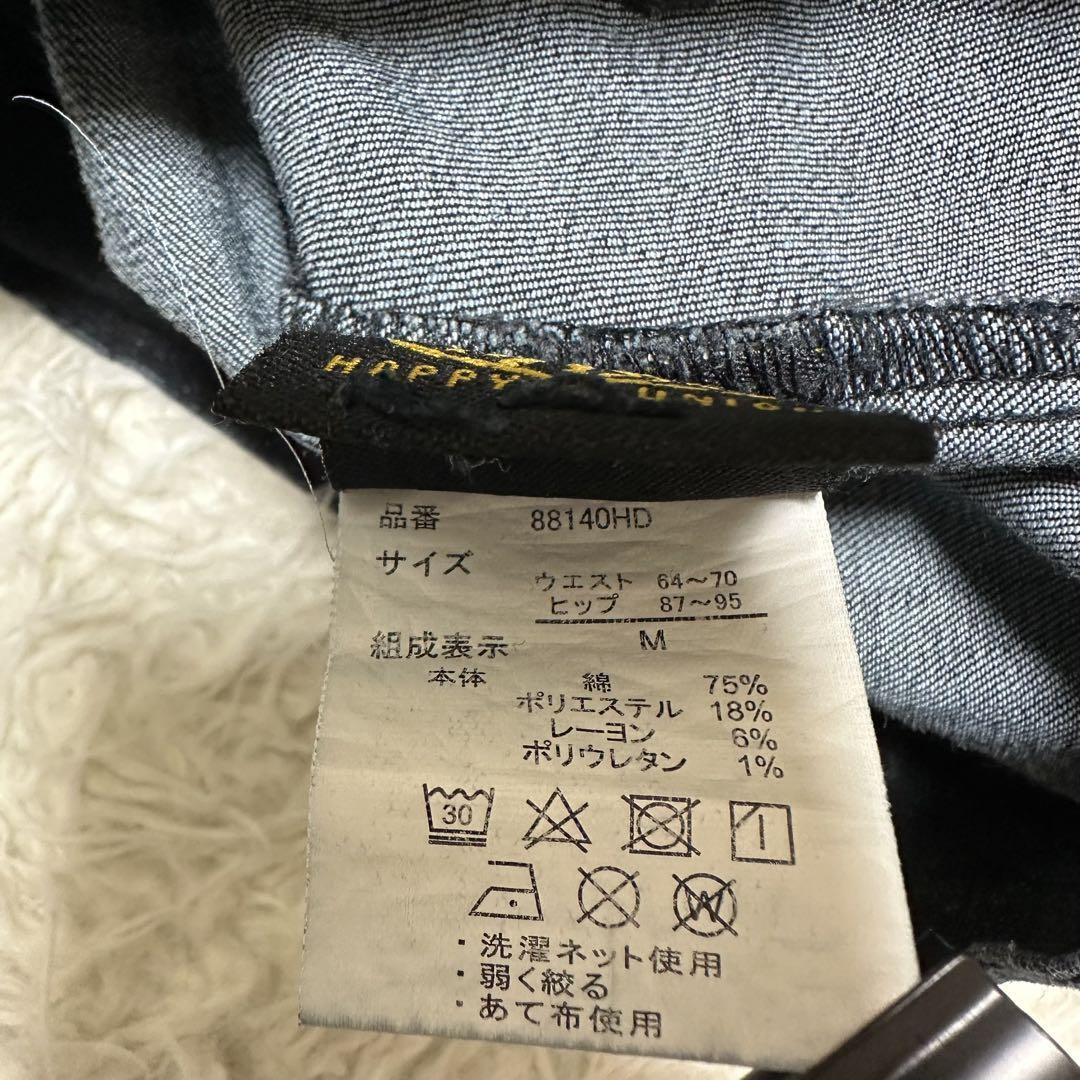 HAPPY UNION
品番 88140HD
サイズ
ウエスト 64～70
ヒップ 87～95
M
組成表示
本体 綿 75%
ポリエステル 18%
レーヨン 6%
ポリウレタン 1%
30
W
・洗濯ネット使用
・弱く絞る
・あて布使用